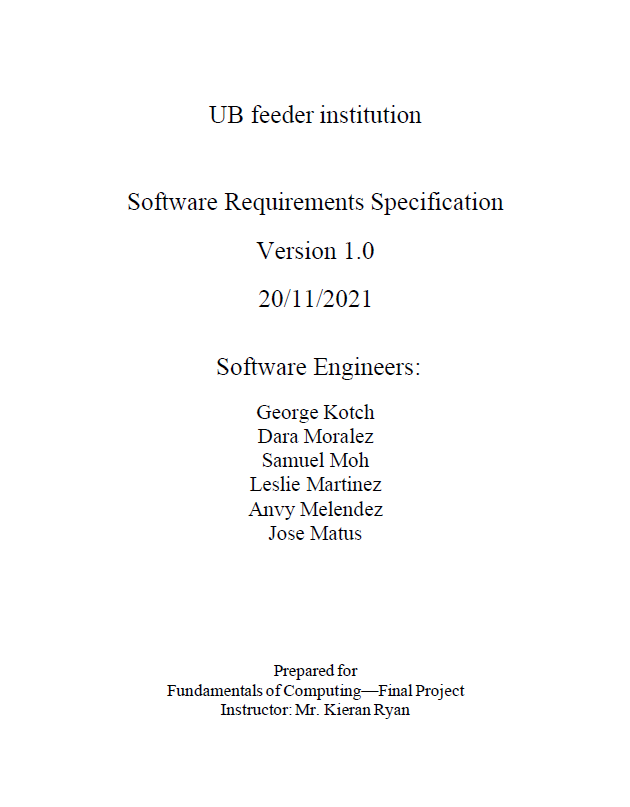 UB feeder institution
Software Requirements Specification
Version 1.0
20/11/2021
Software Engineers:
George Kotch
Dara Moralez
Samuel Moh
Leslie Martinez
Anvy Melendez
Jose Matus
Prepared for
Fundamentals of Computing—Final Project
Instructor: Mr. Kieran Ryan